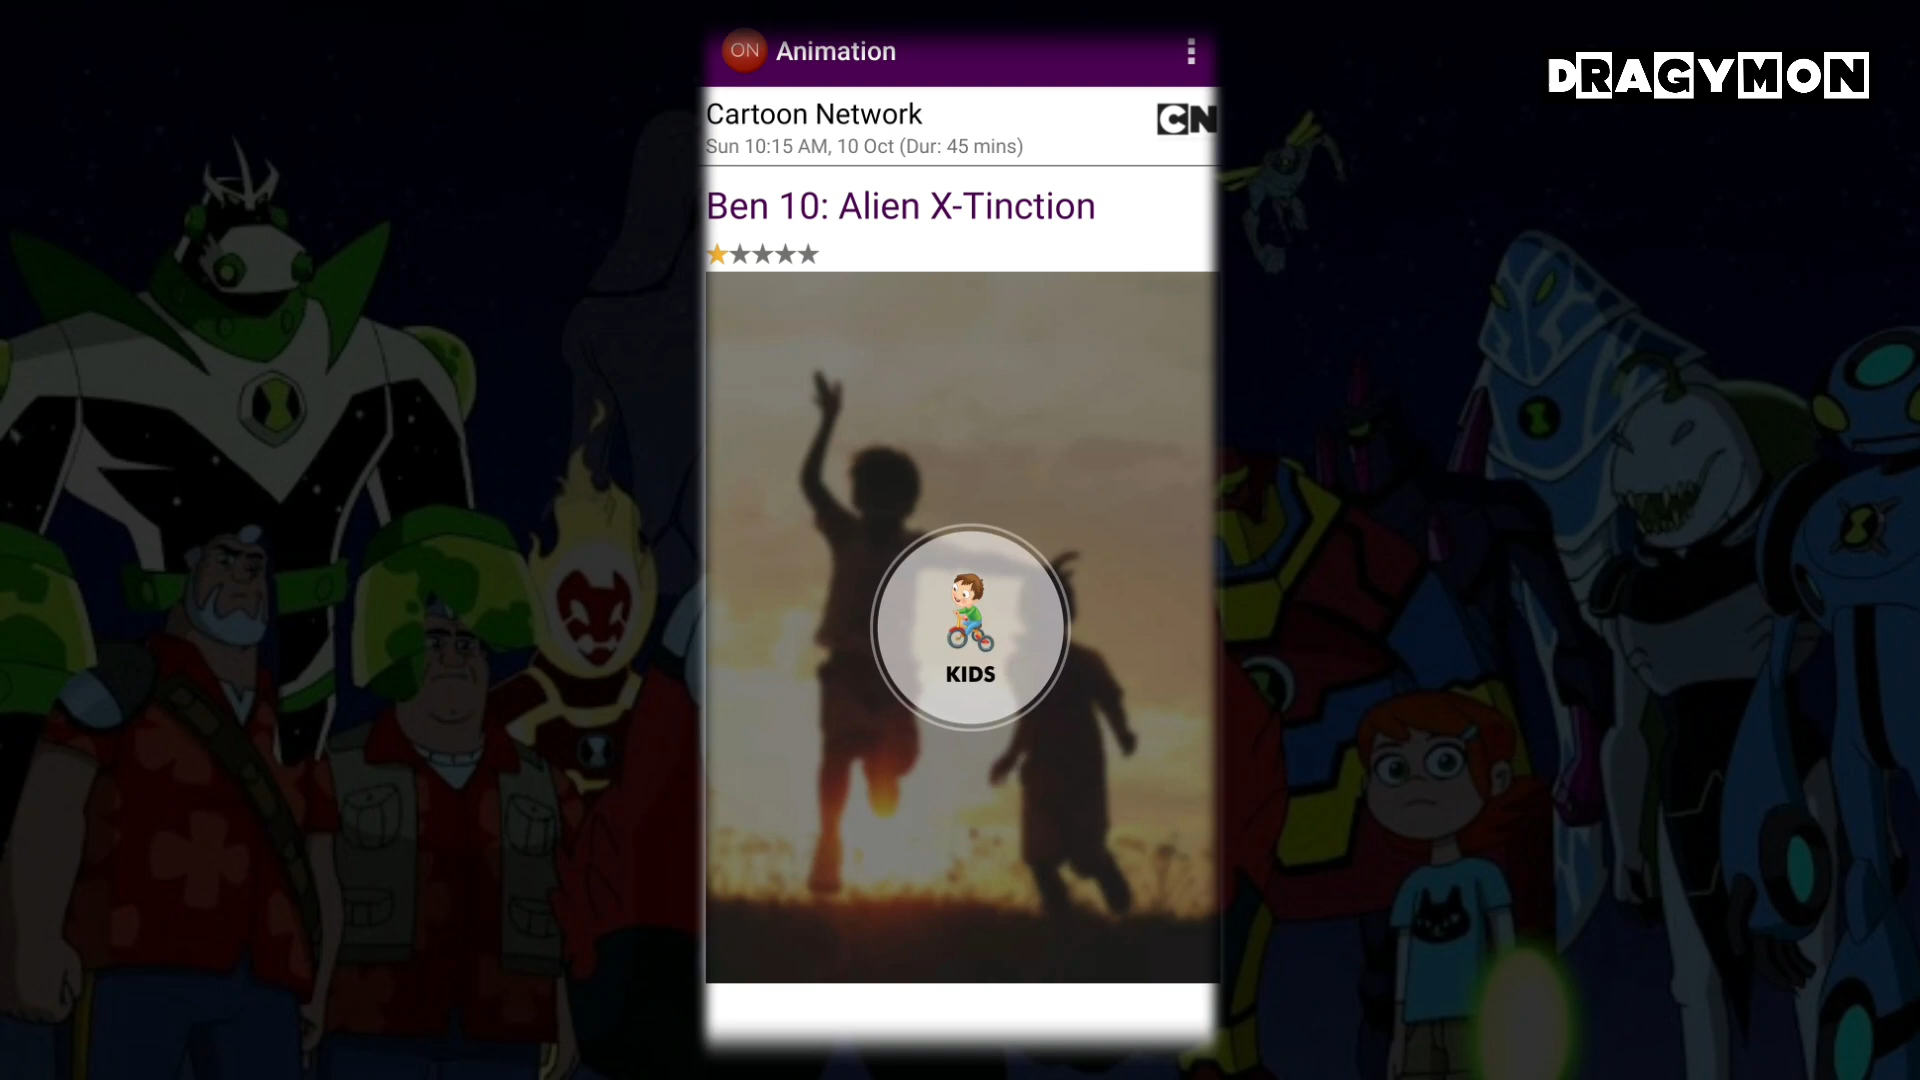 ON Animation
DRAGYMON
Cartoon Network
CN
Sun 10:15 AM, 10 Oct (Dur: 45 mins)
Ben 10: Alien X-Tinction
KIDS